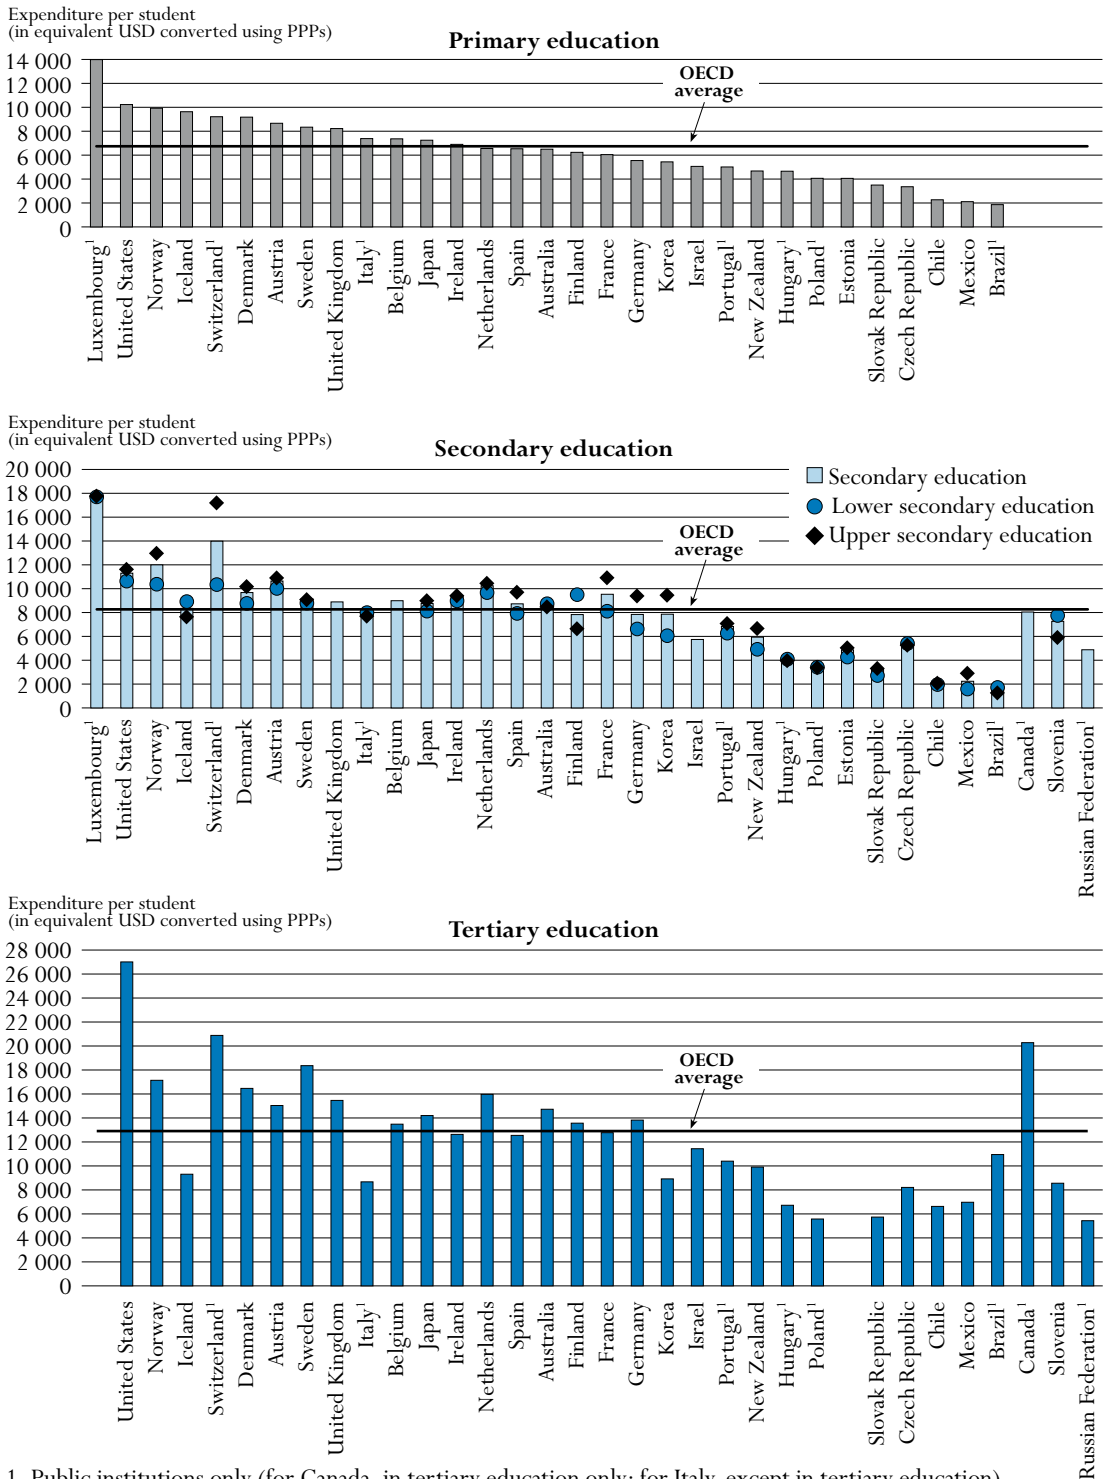 Expenditure per student
(in equivalent USD converted using PPPs)
Primary education
14 000
12 000
10 000
8 000
6 000
4 000
2 000
0
OECD
average
Luxembourg¹
United States
Norway
Iceland
Switzerland¹
Denmark
Austria
Sweden
United Kingdom
Italy¹
Belgium
Japan
Ireland
Netherlands
Spain
Australia
Finland
France
Germany
Korea
Israel
Portugal¹
New Zealand
Hungary¹
Poland¹
Estonia
Slovak Republic
Czech Republic
Chile
Mexico
Brazil¹
Expenditure per student
(in equivalent USD converted using PPPs)
Secondary education
20 000
18 000
16 000
14 000
12 000
10 000
8 000
6 000
4 000
2 000
0
Secondary education
Lower secondary education
Upper secondary education
OECD
average
Luxembourg¹
United States
Norway
Iceland
Switzerland¹
Denmark
Austria
Sweden
United Kingdom
Italy¹
Belgium
Japan
Ireland
Netherlands
Spain
Australia
Finland
France
Germany
Korea
Israel
Portugal¹
New Zealand
Hungary¹
Poland¹
Estonia
Slovak Republic
Czech Republic
Chile
Mexico
Brazil¹
Canada¹
Slovenia
Russian Federation¹
Expenditure per student
(in equivalent USD converted using PPPs)
Tertiary education
28 000
26 000
24 000
22 000
20 000
18 000
16 000
14 000
12 000
10 000
8 000
6 000
4 000
2 000
0
OECD
average
United States
Norway
Iceland
Switzerland¹
Denmark
Austria
Sweden
United Kingdom
Italy¹
Belgium
Japan
Ireland
Netherlands
Spain
Australia
Finland
France
Germany
Korea
Israel
Portugal¹
New Zealand
Hungary¹
Poland¹
Slovak Republic
Czech Republic
Chile
Mexico
Brazil¹
Canada¹
Slovenia
Russian Federation¹
1. Public institutions only (for Canada, in tertiary education only; for Italy, except in tertiary education)